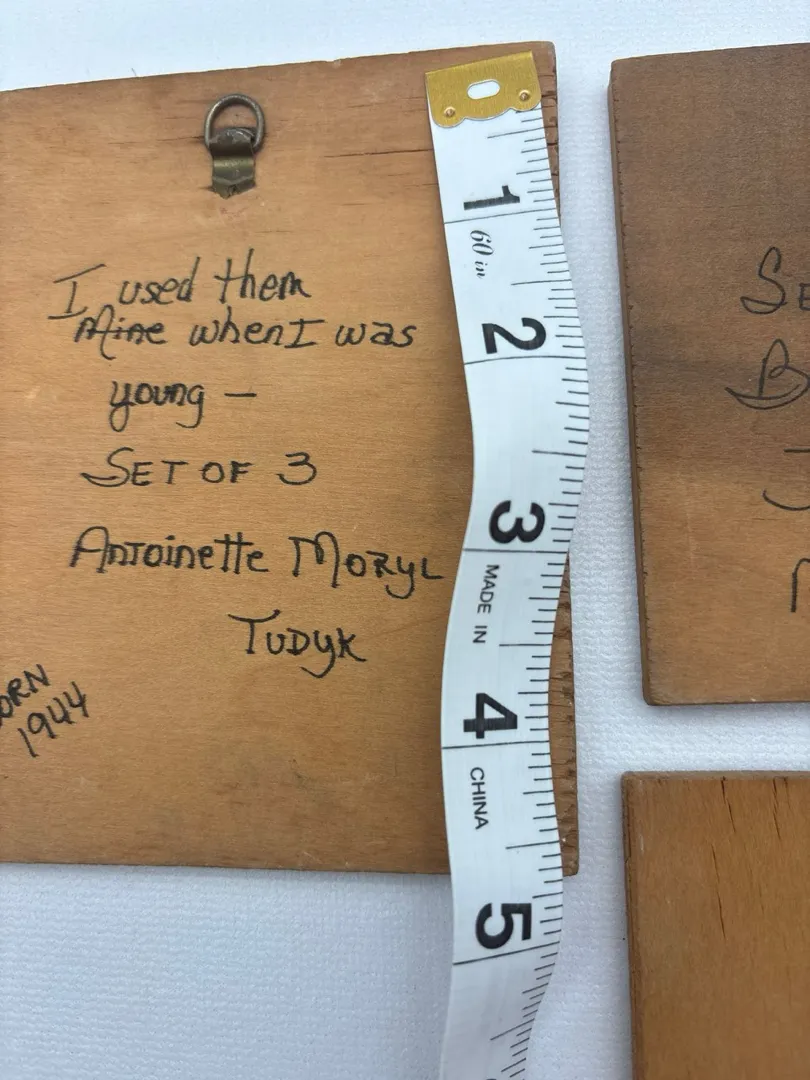 I used them
Mine when I was
young —
SET OF 3
Antoinette Moryl
Tudyk
1944
1
60 in
2
3
MADE IN
4
CHINA
5